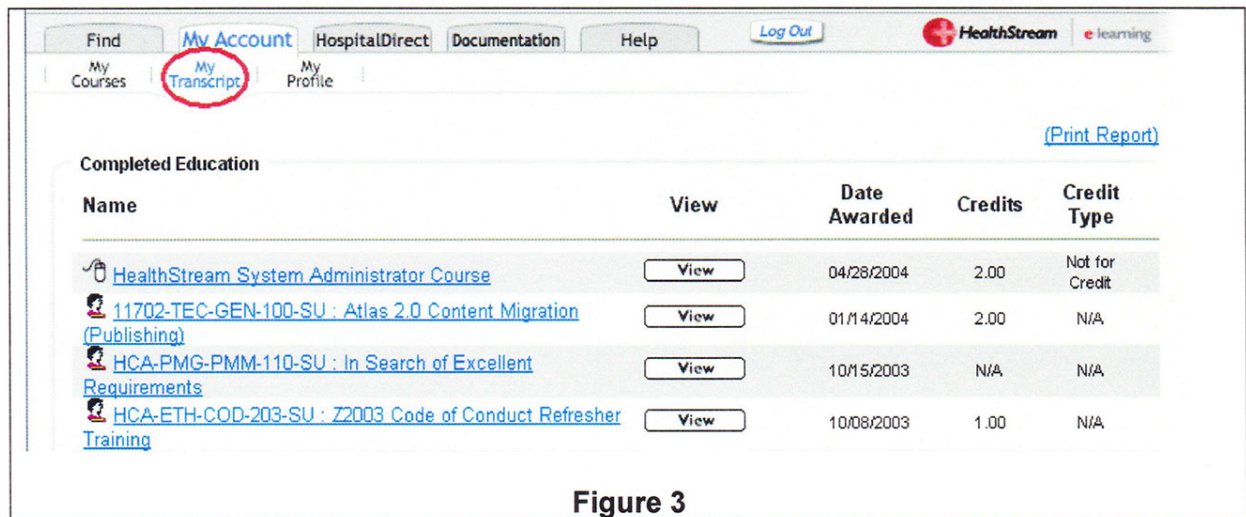 Find My Account HospitalDirect Documentation Help Log Out HealthStream e-learning
My Courses My Transcript My Profile
(Print Report)
Completed Education
Name View Date Awarded Credits Credit Type
HealthStream System Administrator Course View 04/28/2004 2.00 Not for Credit
11702-TEC-GEN-100-SU : Atlas 2.0 Content Migration
(Publishing) View 01/14/2004 2.00 N/A
HCA-PMG-PMM-110-SU : In Search of Excellent
Requirements View 10/15/2003 N/A N/A
HCA-ETH-COD-203-SU : Z2003 Code of Conduct Refresher
Training View 10/08/2003 1.00 N/A
Figure 3